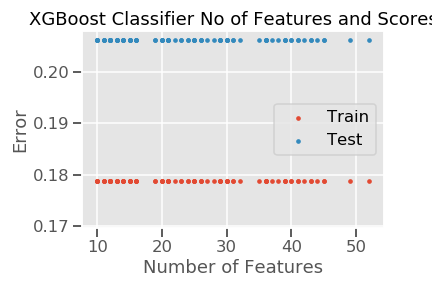 XGBoost Classifier No of Features and Scores
0.20
0.19
0.18
0.17
Error
Train
Test
10 20 30 40 50
Number of Features